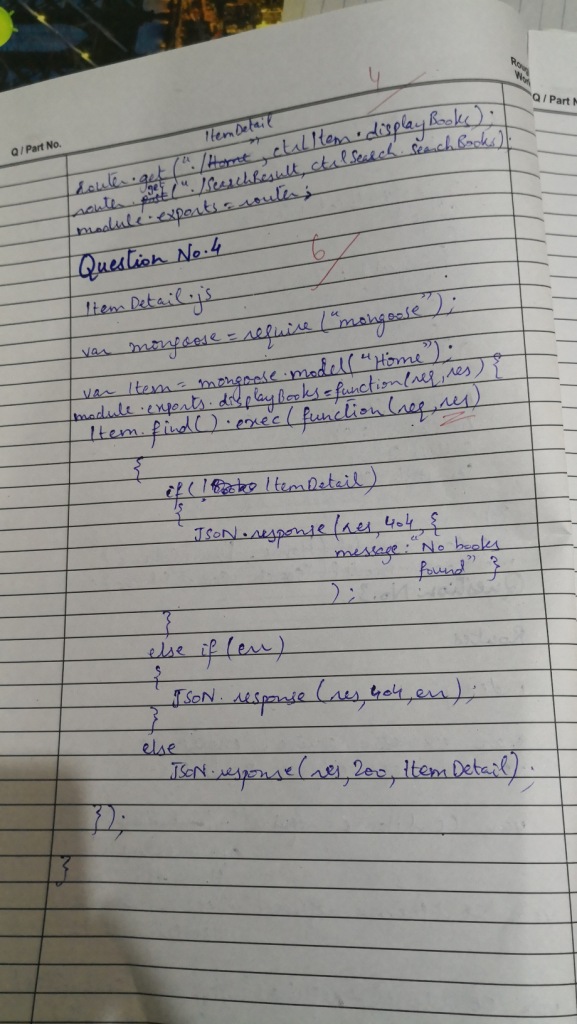 Rough
Work
Q / Part No.
Q / Part N
4
ItemDetail
router.get("./Home", ctrlItem.displayBooks);
router.post get("./SearchResult, ctrlSearch.searchBooks);
module.exports = router;
Question No.4
6
ItemDetail.js
var mongoose = require("mongoose");
var Item = mongoose.model("Home");
module.exports.displayBooks = function(req, res) {
Item.find().exec(function(req, res)
{
if(!Books ItemDetail)
{
JSON.response(res, 404, {
message: "No books
found" }
);
}
else if (err)
{
JSON.response(res, 404, err);
}
else
JSON.response(res, 200, ItemDetail);
});
}